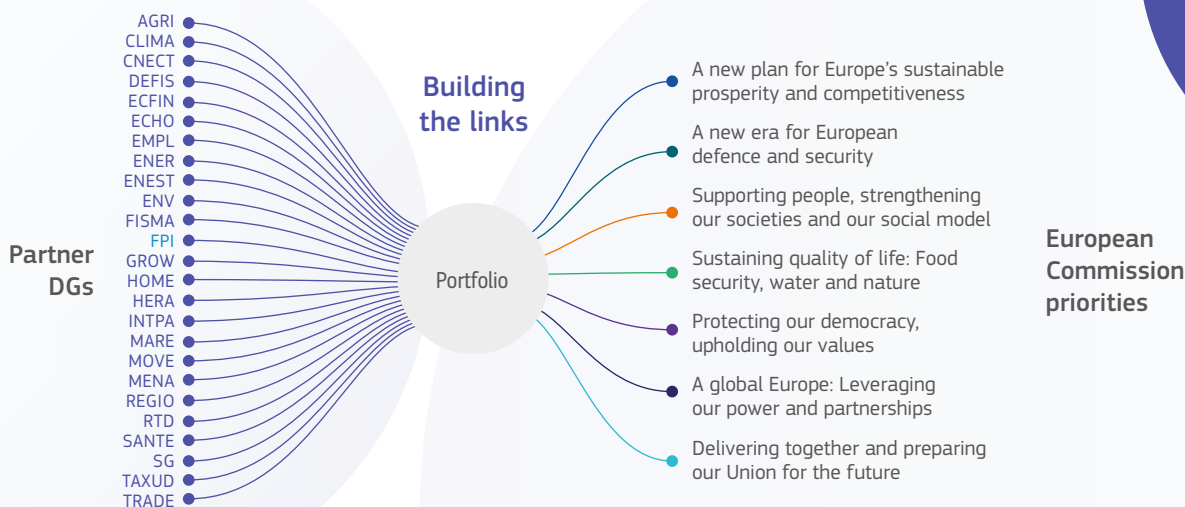 AGRI
CLIMA
CNECT
DEFIS
ECFIN
ECHO
EMPL
ENER
ENEST
ENV
FISMA
FPI
GROW
HOME
HERA
INTPA
MARE
MOVE
MENA
REGIO
RTD
SANTE
SG
TAXUD
TRADE
Partner
DGs
Building
the links
Portfolio
A new plan for Europe’s sustainable
prosperity and competitiveness
A new era for European
defence and security
Supporting people, strengthening
our societies and our social model
Sustaining quality of life: Food
security, water and nature
Protecting our democracy,
upholding our values
A global Europe: Leveraging
our power and partnerships
Delivering together and preparing
our Union for the future
European
Commission
priorities